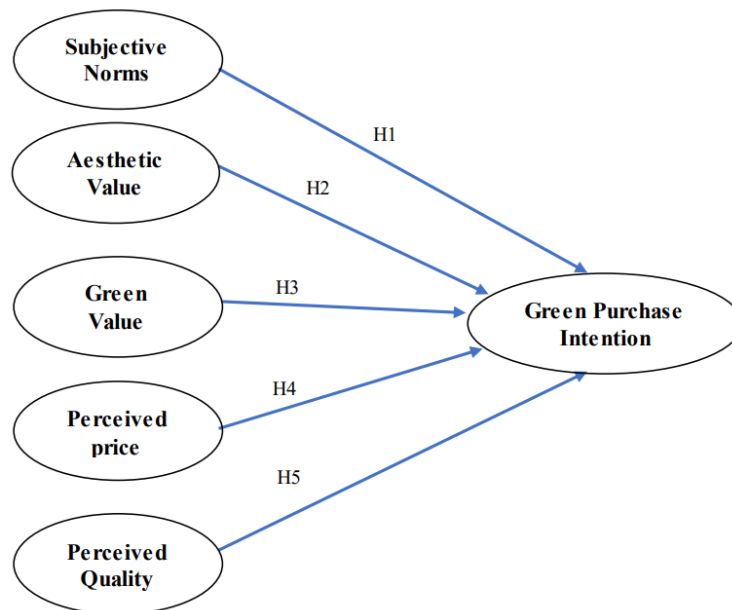 Subjective
Norms
H1
Aesthetic
Value
H2
Green
Value
H3
Green Purchase
Intention
Perceived
price
H4
Perceived
Quality
H5